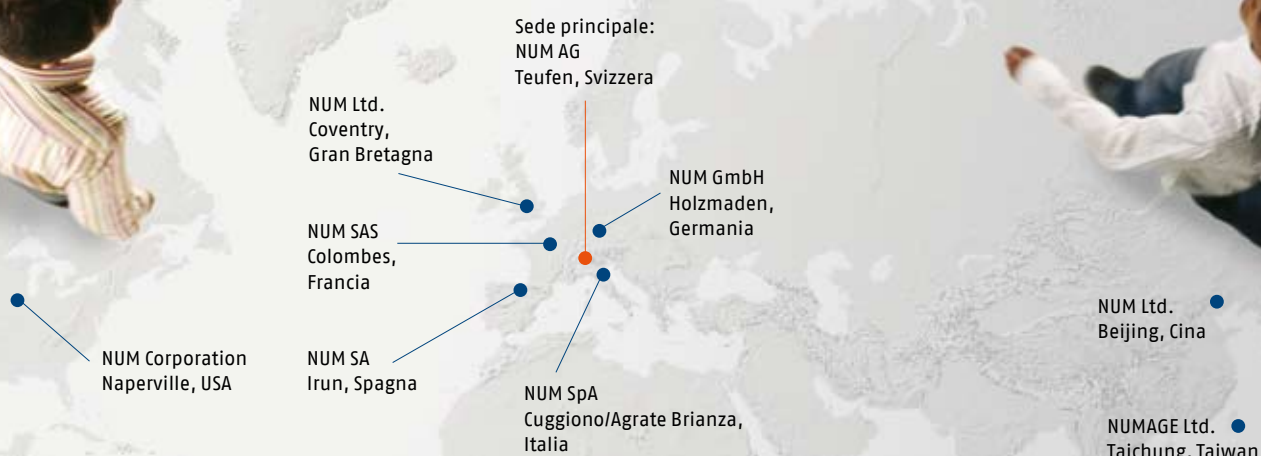 Sede principale:
NUM AG
Teufen, Svizzera
NUM Ltd.
Coventry,
Gran Bretagna
NUM GmbH
Holzmaden,
Germania
NUM SAS
Colombes,
Francia
NUM Ltd.
Beijing, Cina
NUM Corporation
Naperville, USA
NUM SA
Irun, Spagna
NUM SpA
Cuggiono/Agrate Brianza,
Italia
NUMAGE Ltd.
Taichung, Taiwan